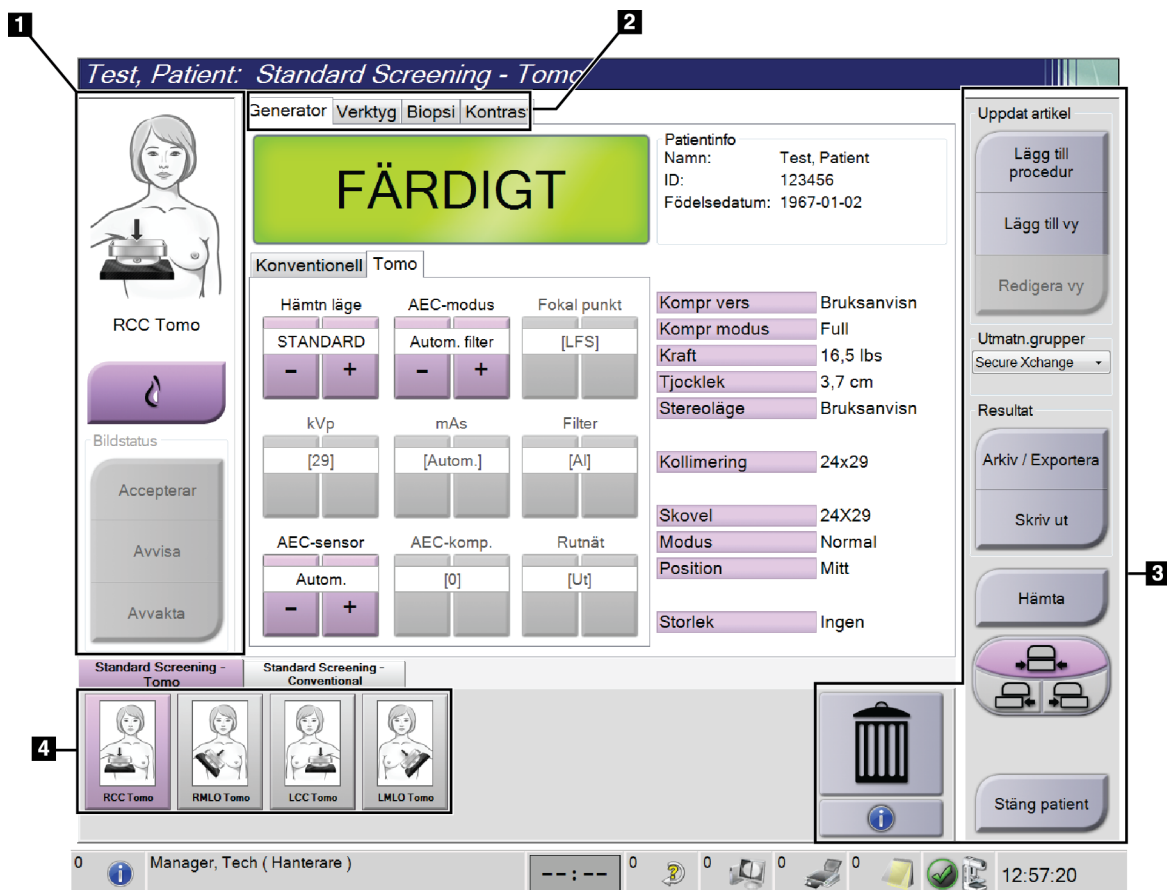 1
2
Test, Patient: Standard Screening - Tomo
Generator Verktyg Biopsi Kontras
RCC Tomo
Bildstatus
Accepterar
Avvisa
Avvakta
FÄRDIGT
Patientinfo
Namn: Test, Patient
ID: 123456
Födelsedatum: 1967-01-02
Konventionell Tomo
Hämtn läge AEC-modus Fokal punkt
STANDARD Autom. filter [LFS]
- + - +
kVp mAs Filter
[29] [Autom.] [Al]
AEC-sensor AEC-komp. Rutnät
Autom. [0] [Ut]
- +
Kompr vers Bruksanvisn
Kompr modus Full
Kraft 16,5 lbs
Tjocklek 3,7 cm
Stereoläge Bruksanvisn
Kollimering 24x29
Skovel 24X29
Modus Normal
Position Mitt
Storlek Ingen
Uppdat artikel
Lägg till
procedur
Lägg till vy
Redigera vy
Utmatn.grupper
Secure Xchange
Resultat
Arkiv / Exportera
Skriv ut
3
Hämta
Stäng patient
Standard Screening -
Tomo
Standard Screening -
Conventional
4
RCC Tomo RMLO Tomo LCC Tomo LMLO Tomo
0 Manager, Tech ( Hanterare ) --:-- 0 0 0 0 12:57:20